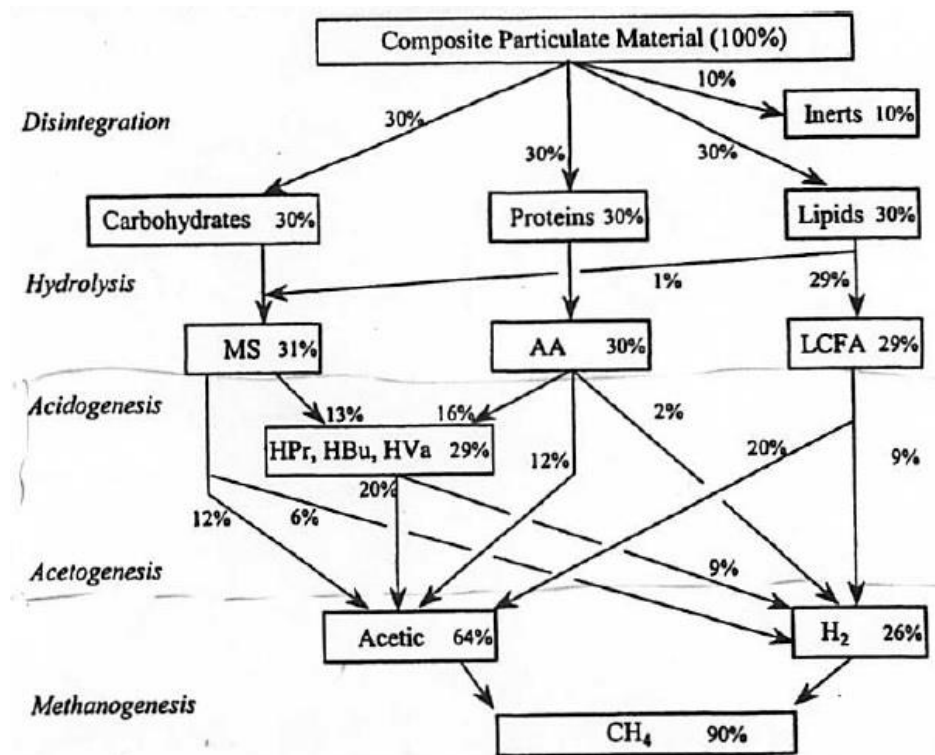 Composite Particulate Material (100%)
10%
Disintegration
30%
Inerts 10%
30%
30%
Carbohydrates 30%
Proteins 30%
Lipids 30%
Hydrolysis
1%
29%
MS 31%
AA 30%
LCFA 29%
Acidogenesis
13%
16%
2%
HPr, HBu, HVa 29%
12%
20%
9%
20%
12%
6%
Acetogenesis
9%
Acetic 64%
H₂ 26%
Methanogenesis
CH₄ 90%